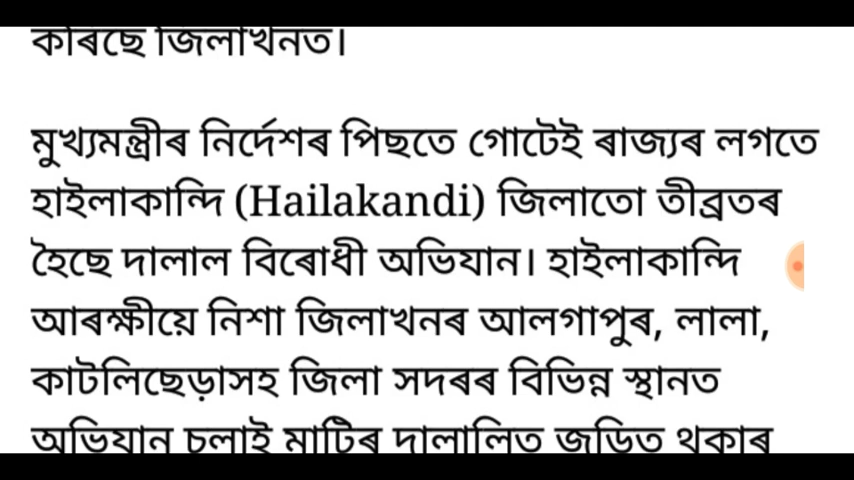 কৰিছে জিলাখনত।
মুখ্যমন্ত্ৰীৰ নিৰ্দেশৰ পিছতে গোটেই ৰাজ্যৰ লগতে
হাইলাকান্দি (Hailakandi) জিলাতো তীব্ৰতৰ
হৈছে দালাল বিৰোধী অভিযান। হাইলাকান্দি
আৰক্ষীয়ে নিশা জিলাখনৰ আলগাপুৰ, লালা,
কাটলিছেড়াসহ জিলা সদৰৰ বিভিন্ন স্থানত
অভিযান চলাই মাটিৰ দালালিত জড়িত থকাৰ